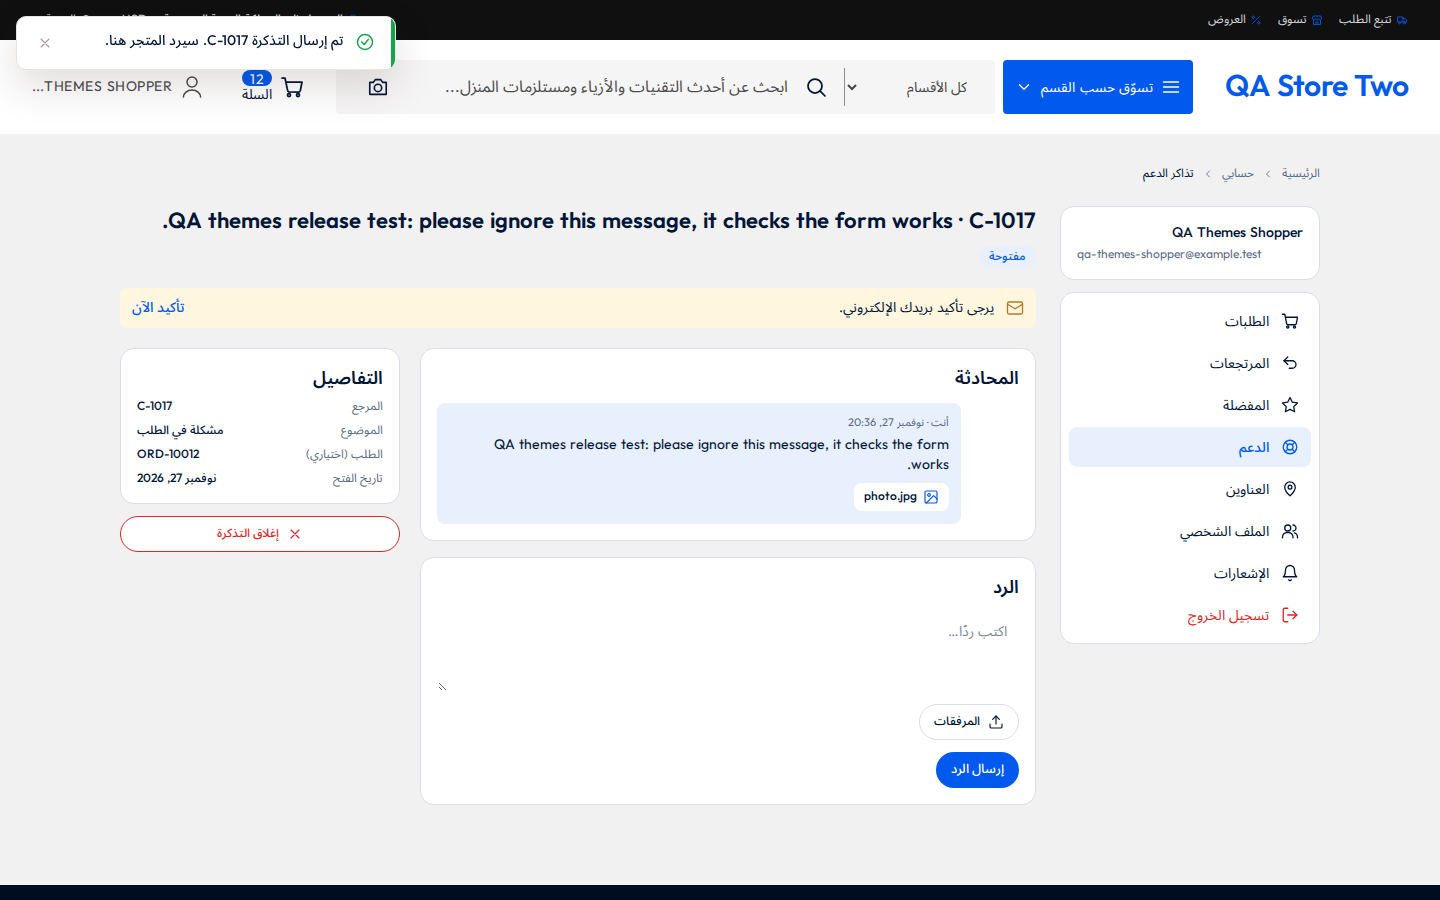 تتبع الطلب
تسوق
العروض
تم إرسال التذكرة C-1017. سيرد المتجر هنا.
QA Store Two
تسوّق حسب القسم
كل الأقسام
ابحث عن أحدث التقنيات والأزياء ومستلزمات المنزل...
12
السلة
THEMES SHOPPER...
الرئيسية
حسابي
تذاكر الدعم
QA Themes Shopper
qa-themes-shopper@example.test
الطلبات
المرتجعات
المفضلة
الدعم
العناوين
الملف الشخصي
الإشعارات
تسجيل الخروج
QA themes release test: please ignore this message, it checks the form works · C-1017.
مفتوحة
يرجى تأكيد بريدك الإلكتروني.
تأكيد الآن
المحادثة
أنت · نوفمبر 27, 20:36
QA themes release test: please ignore this message, it checks the form
works.
photo.jpg
الرد
اكتب ردًا...
المرفقات
إرسال الرد
التفاصيل
المرجع C-1017
الموضوع مشكلة في الطلب
الطلب (اختياري) ORD-10012
تاريخ الفتح نوفمبر 27, 2026
إغلاق التذكرة